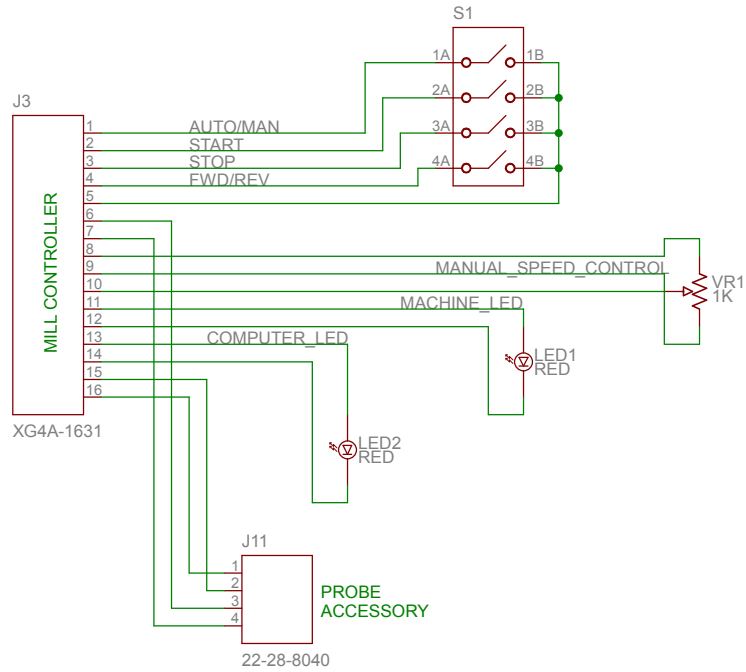 S1
1A 1B
2A 2B
3A 3B
4A 4B
J3
MILL CONTROLLER
1 AUTO/MAN
2 START
3 STOP
4 FWD/REV
5
6
7
8
9 MANUAL_SPEED_CONTROL
10
11 MACHINE_LED
12
13 COMPUTER_LED
14
15
16
XG4A-1631
VR1
1K
LED1
RED
LED2
RED
J11
1
2
3
4
PROBE
ACCESSORY
22-28-8040